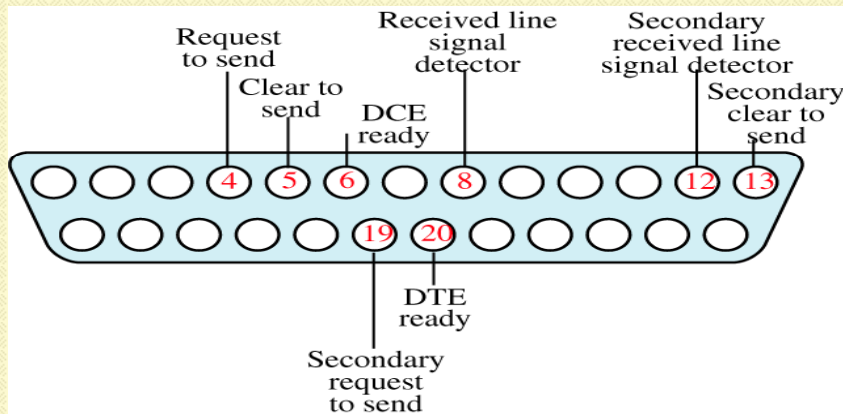 Request
to send
Clear to
send
DCE
ready
Received line
signal
detector
Secondary
received line
signal detector
Secondary
clear to
send
4 5 6 8 12 13
19 20
DTE
ready
Secondary
request
to send